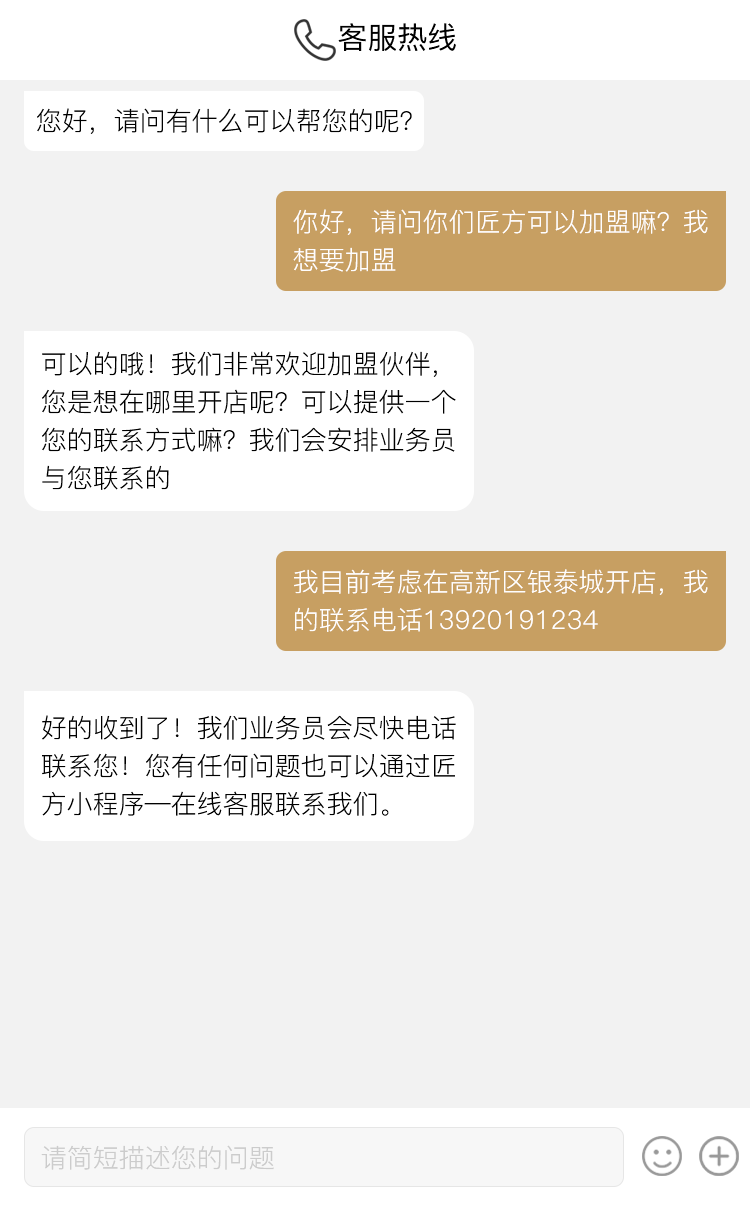 客服热线
您好，请问有什么可以帮您的呢？
你好，请问你们匠方可以加盟嘛？我
想要加盟
可以的哦！我们非常欢迎加盟伙伴，
您是想在哪里开店呢？可以提供一个
您的联系方式嘛？我们会安排业务员
与您联系的
我目前考虑在高新区银泰城开店，我
的联系电话13920191234
好的收到了！我们业务员会尽快电话
联系您！您有任何问题也可以通过匠
方小程序—在线客服联系我们。
请简短描述您的问题